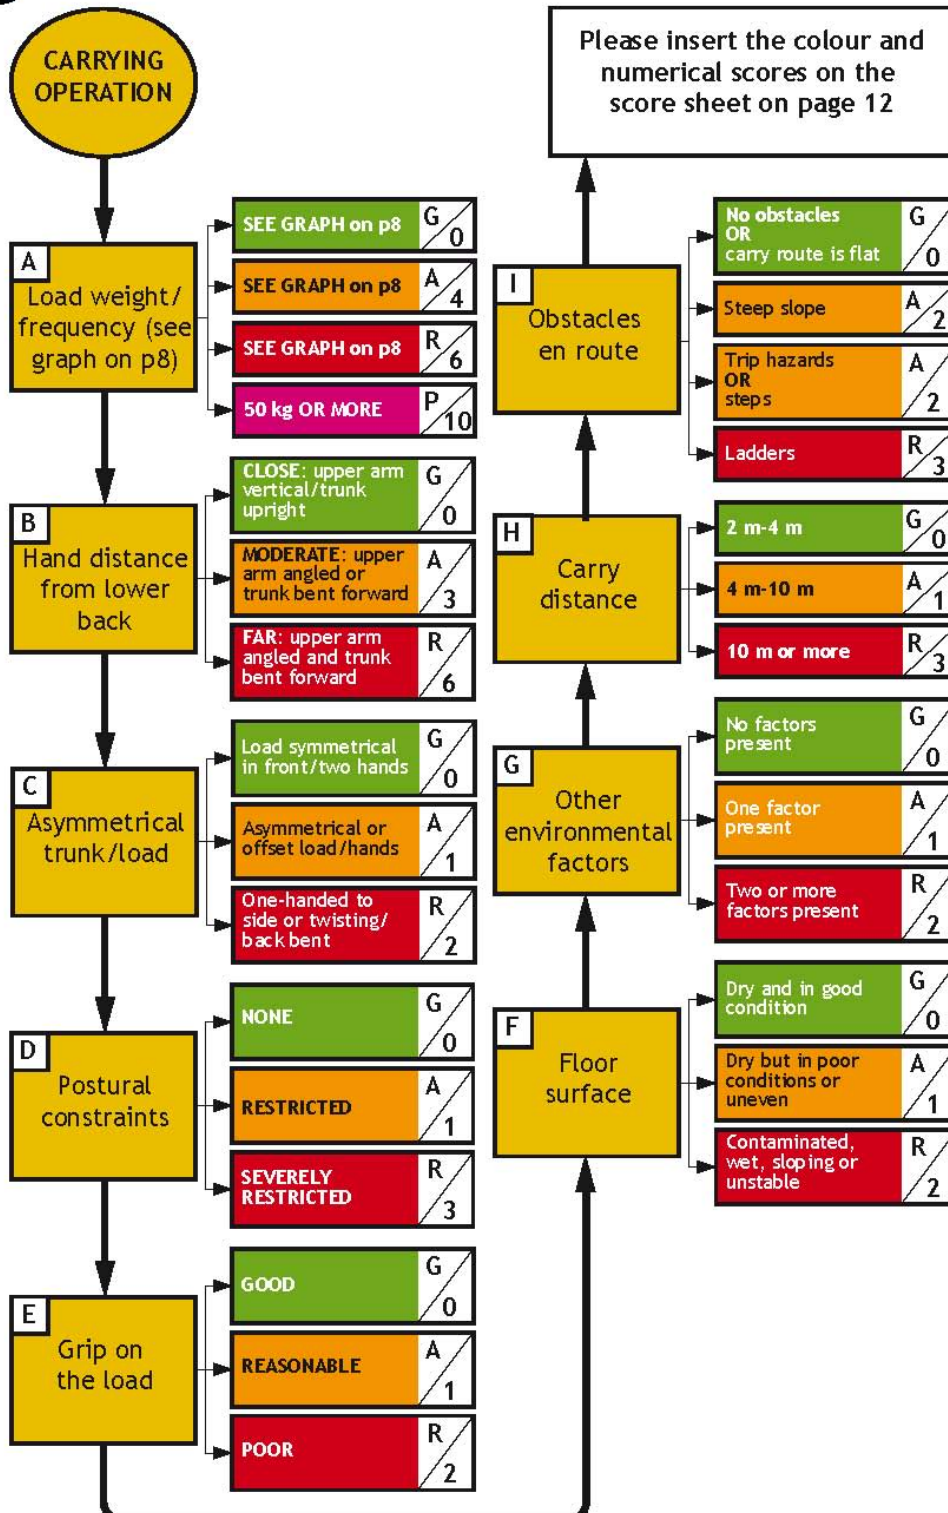 CARRYING
OPERATION
A
Load weight/
frequency (see
graph on p8)
SEE GRAPH on p8
G/0
SEE GRAPH on p8
A/4
SEE GRAPH on p8
R/6
50 kg OR MORE
P/10
B
Hand distance
from lower
back
CLOSE: upper arm
vertical/trunk
upright
G/0
MODERATE: upper
arm angled or
trunk bent forward
A/3
FAR: upper arm
angled and trunk
bent forward
R/6
C
Asymmetrical
trunk/load
Load symmetrical
in front/two hands
G/0
Asymmetrical or
offset load/hands
A/1
One-handed to
side or twisting/
back bent
R/2
D
Postural
constraints
NONE
G/0
RESTRICTED
A/1
SEVERELY
RESTRICTED
R/3
E
Grip on
the load
GOOD
G/0
REASONABLE
A/1
POOR
R/2
F
Floor
surface
Dry and in good
condition
G/0
Dry but in poor
conditions or
uneven
A/1
Contaminated,
wet, sloping or
unstable
R/2
G
Other
environmental
factors
No factors
present
G/0
One factor
present
A/1
Two or more
factors present
R/2
H
Carry
distance
2 m-4 m
G/0
4 m-10 m
A/1
10 m or more
R/3
I
Obstacles
en route
No obstacles
OR
carry route is flat
G/0
Steep slope
A/2
Trip hazards
OR
steps
A/2
Ladders
R/3
Please insert the colour and
numerical scores on the
score sheet on page 12